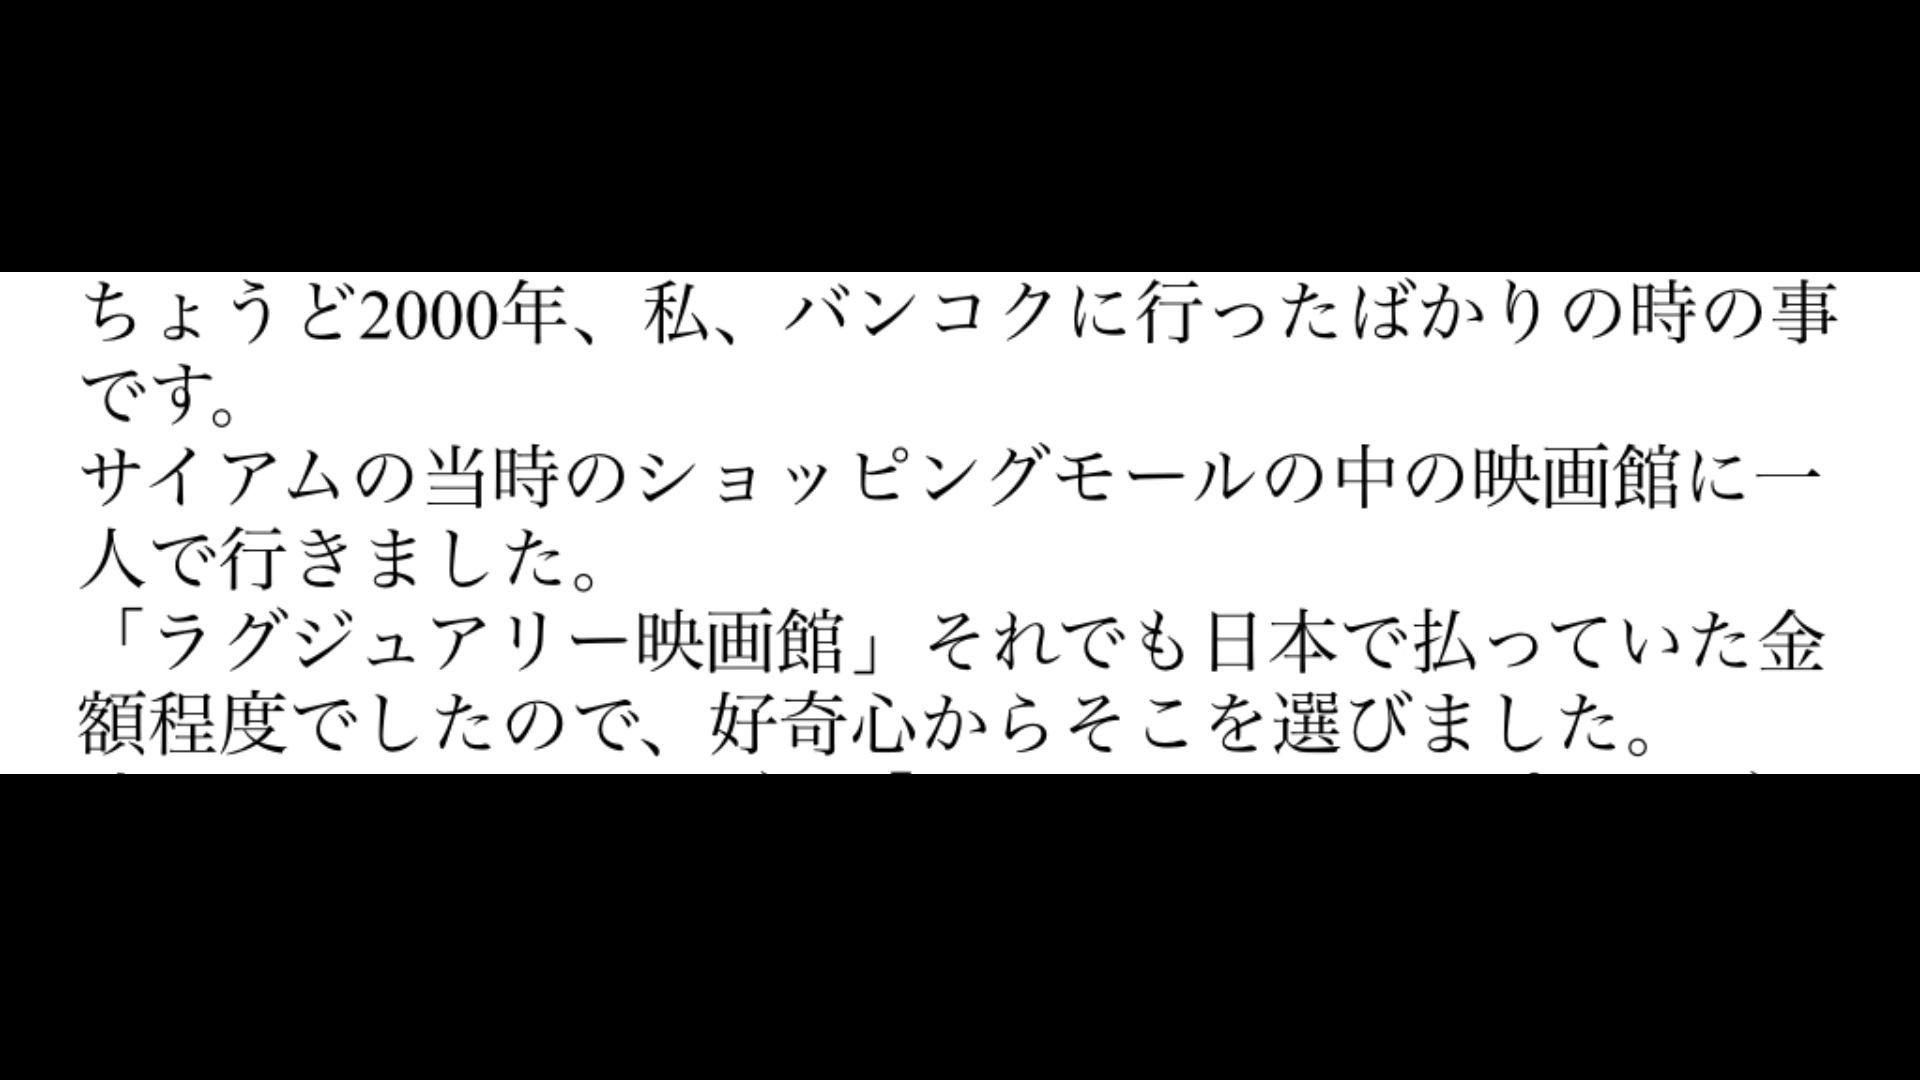 ちょうど2000年、私、バンコクに行ったばかりの時の事
です。
サイアムの当時のショッピングモールの中の映画館に一
人で行きました。
「ラグジュアリー映画館」それでも日本で払っていた金
額程度でしたので、好奇心からそこを選びました。